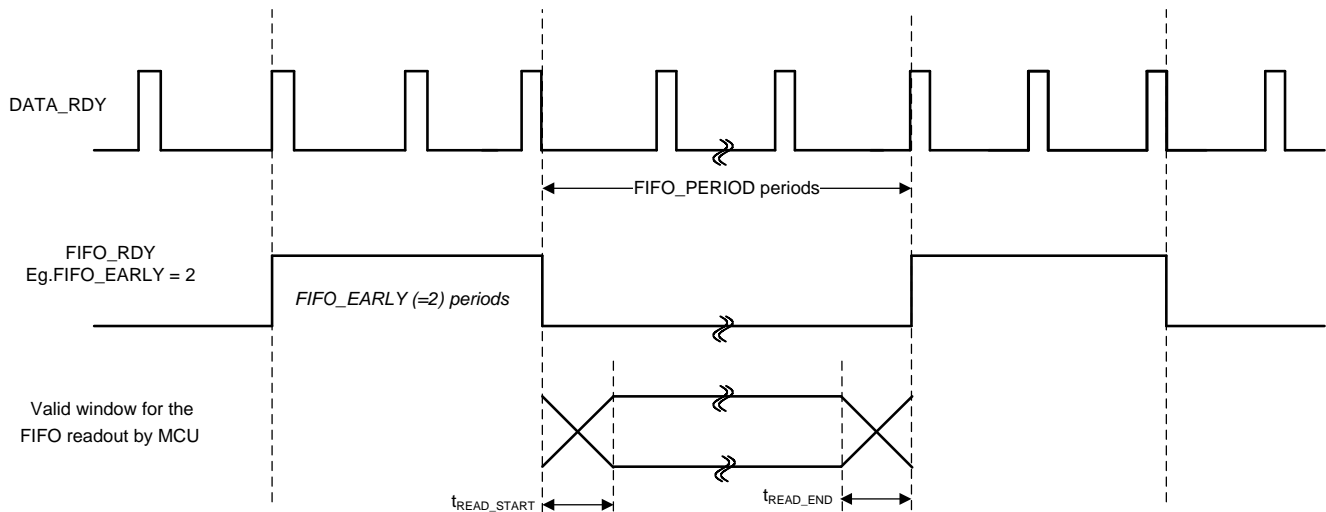 DATA_RDY
FIFO_PERIOD periods
FIFO_RDY
Eg.FIFO_EARLY = 2
FIFO_EARLY (=2) periods
Valid window for the
FIFO readout by MCU
tREAD_START
tREAD_END